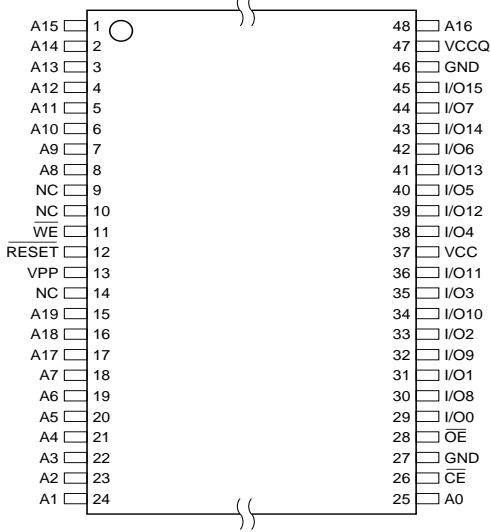 A15 1 48 A16
A14 2 47 VCCQ
A13 3 46 GND
A12 4 45 I/O15
A11 5 44 I/O7
A10 6 43 I/O14
A9 7 42 I/O6
A8 8 41 I/O13
NC 9 40 I/O5
NC 10 39 I/O12
W̅E̅ 11 38 I/O4
R̅E̅S̅E̅T̅ 12 37 VCC
VPP 13 36 I/O11
NC 14 35 I/O3
A19 15 34 I/O10
A18 16 33 I/O2
A17 17 32 I/O9
A7 18 31 I/O1
A6 19 30 I/O8
A5 20 29 I/O0
A4 21 28 O̅E̅
A3 22 27 GND
A2 23 26 C̅E̅
A1 24 25 A0